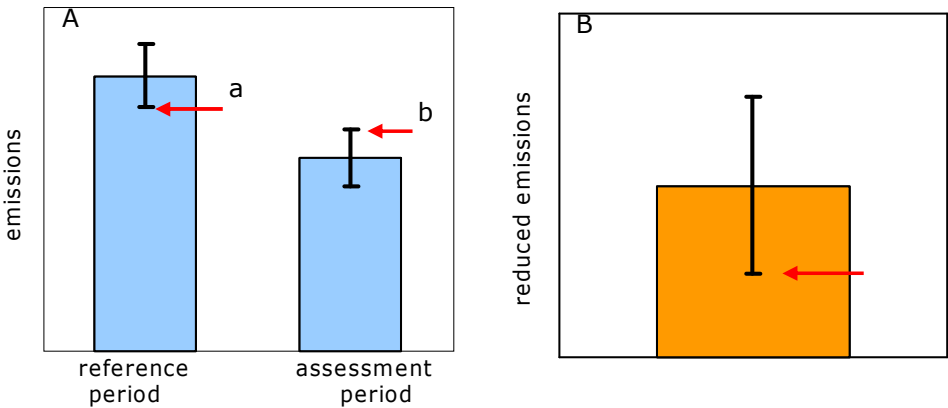 A
a
b
emissions
reference
period
assessment
period
B
reduced emissions